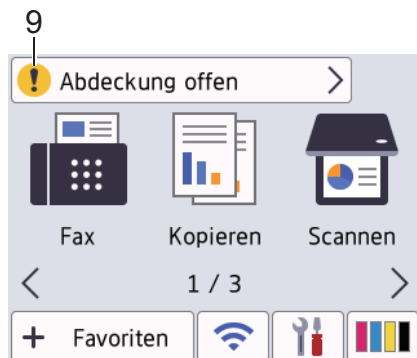 9
! Abdeckung offen
Fax Kopieren Scannen
1 / 3
+ Favoriten